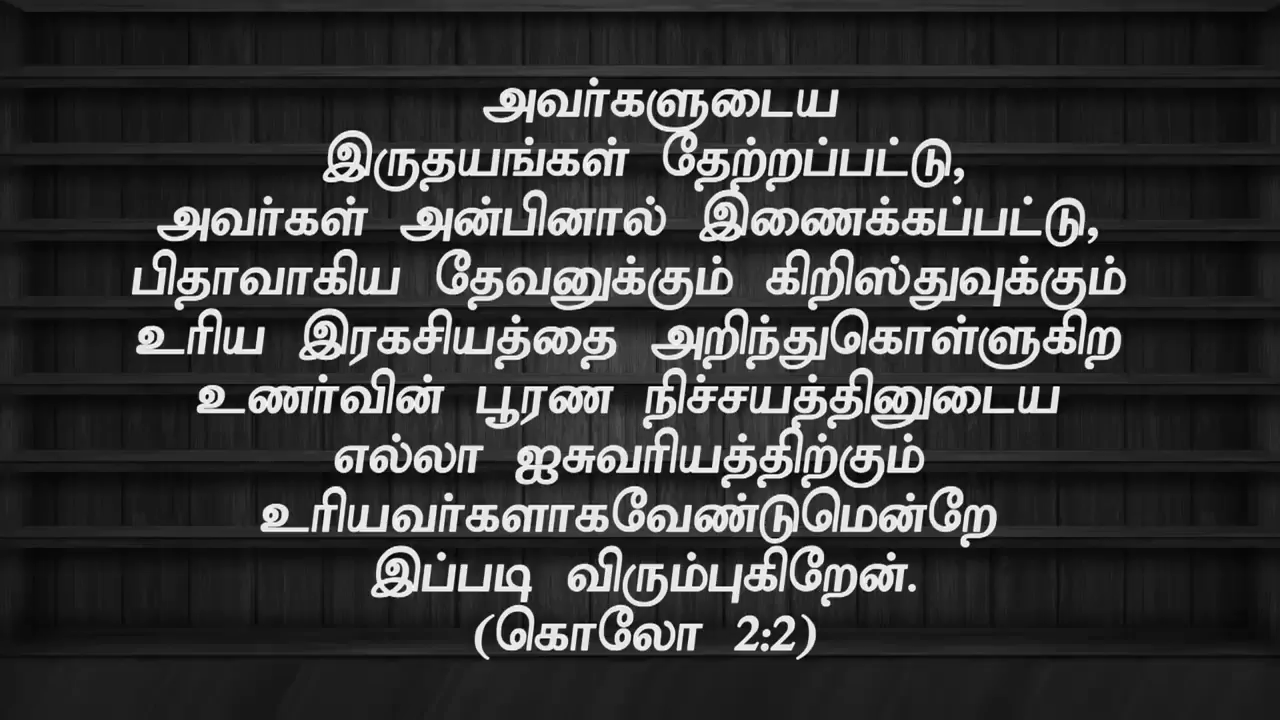 அவர்களுடைய
இருதயங்கள் தேற்றப்பட்டு,
அவர்கள் அன்பினால் இணைக்கப்பட்டு,
பிதாவாகிய தேவனுக்கும் கிறிஸ்துவுக்கும்
உரிய இரகசியத்தை அறிந்துகொள்ளுகிற
உணர்வின் பூரண நிச்சயத்தினுடைய
எல்லா ஐசுவரியத்திற்கும்
உரியவர்களாகவேண்டுமென்றே
இப்படி விரும்புகிறேன்.
(கொலோ 2:2)